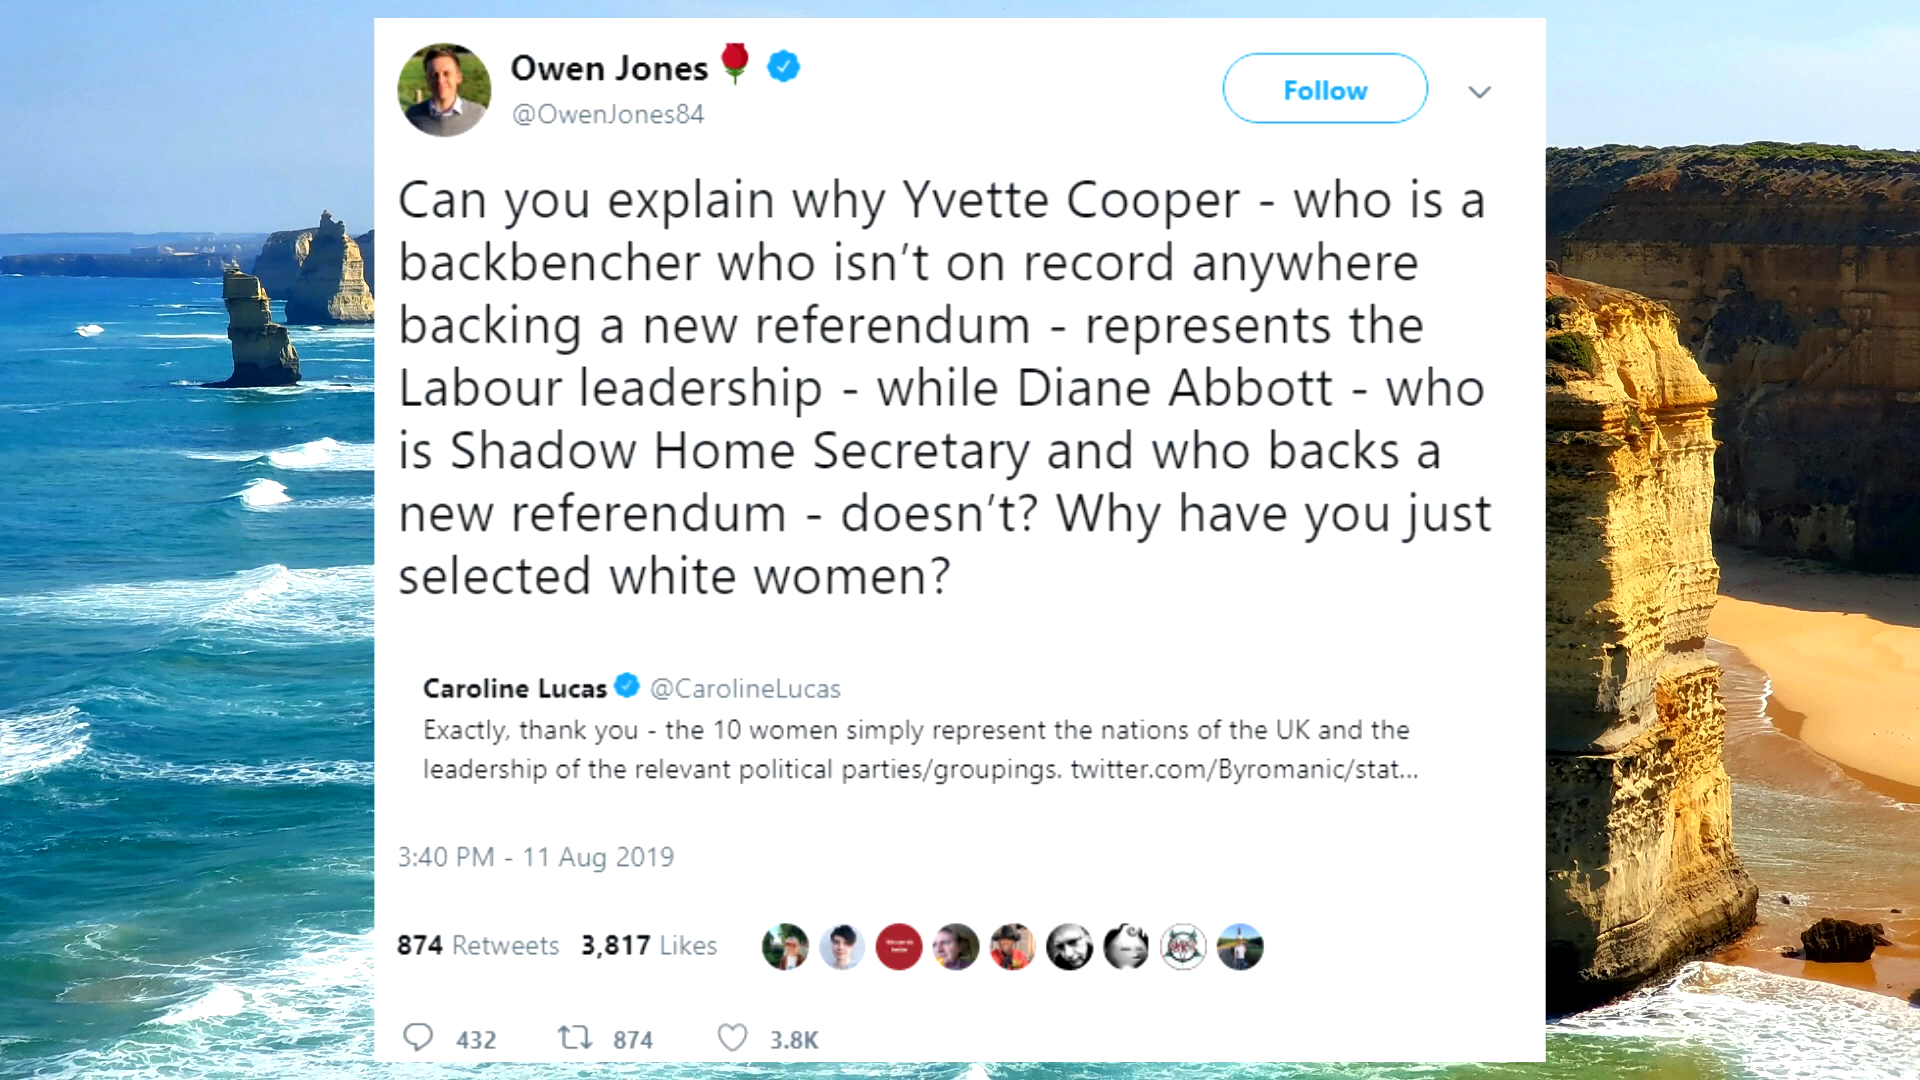 Owen Jones🌹
@OwenJones84
Follow
Can you explain why Yvette Cooper - who is a
backbencher who isn’t on record anywhere
backing a new referendum - represents the
Labour leadership - while Diane Abbott - who
is Shadow Home Secretary and who backs a
new referendum - doesn’t? Why have you just
selected white women?
Caroline Lucas @CarolineLucas
Exactly, thank you - the 10 women simply represent the nations of the UK and the
leadership of the relevant political parties/groupings. twitter.com/Byromanic/stat...
3:40 PM - 11 Aug 2019
874 Retweets 3,817 Likes
432 874 3.8K